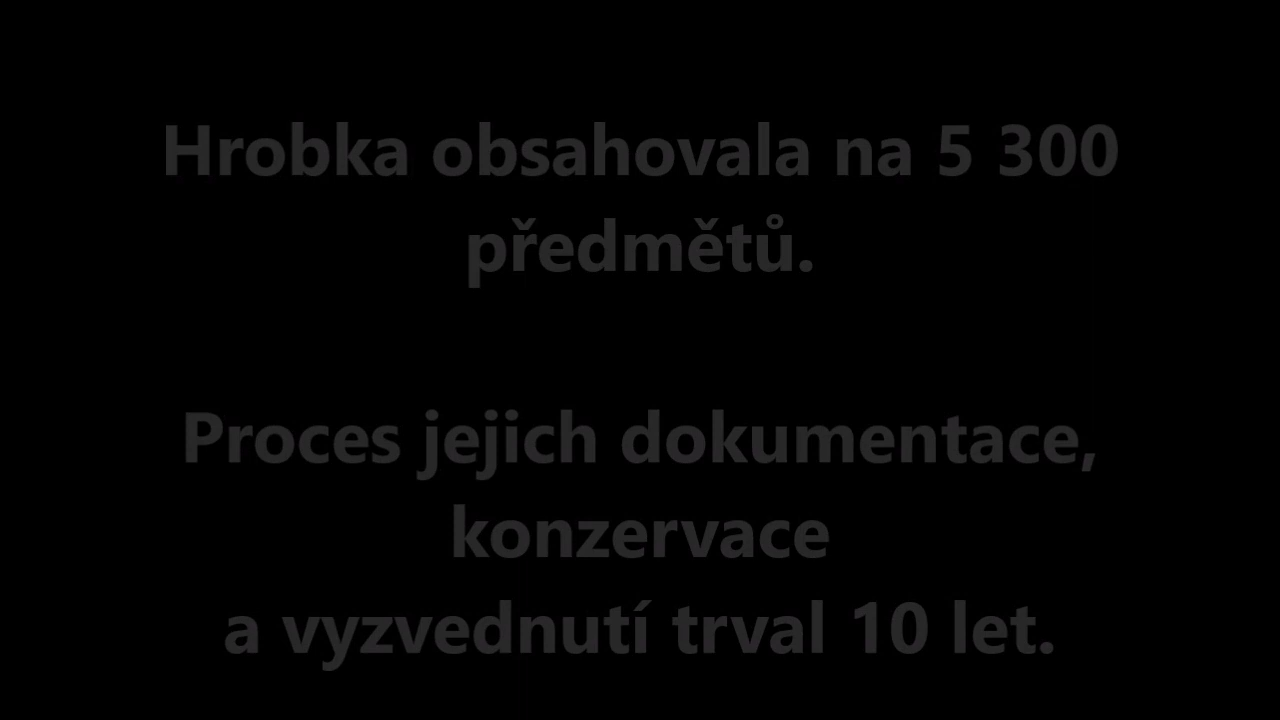 Hrobka obsahovala na 5 300
předmětů.
Proces jejich dokumentace,
konzervace
a vyzvednutí trval 10 let.